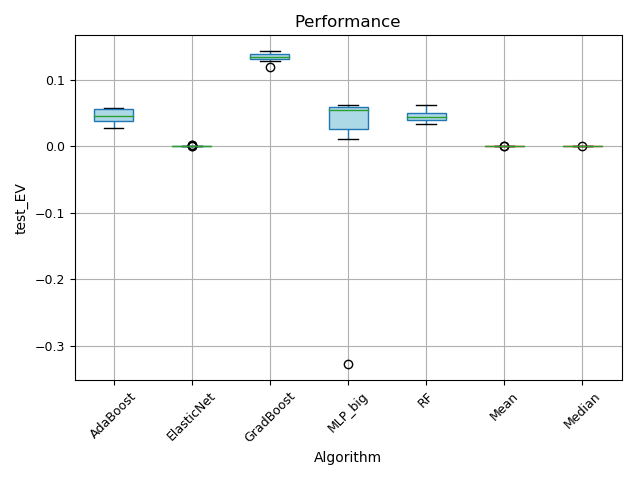 Performance
0.1
0.0
−0.1
−0.2
−0.3
test_EV
AdaBoost
ElasticNet
GradBoost
MLP_big
RF
Mean
Median
Algorithm